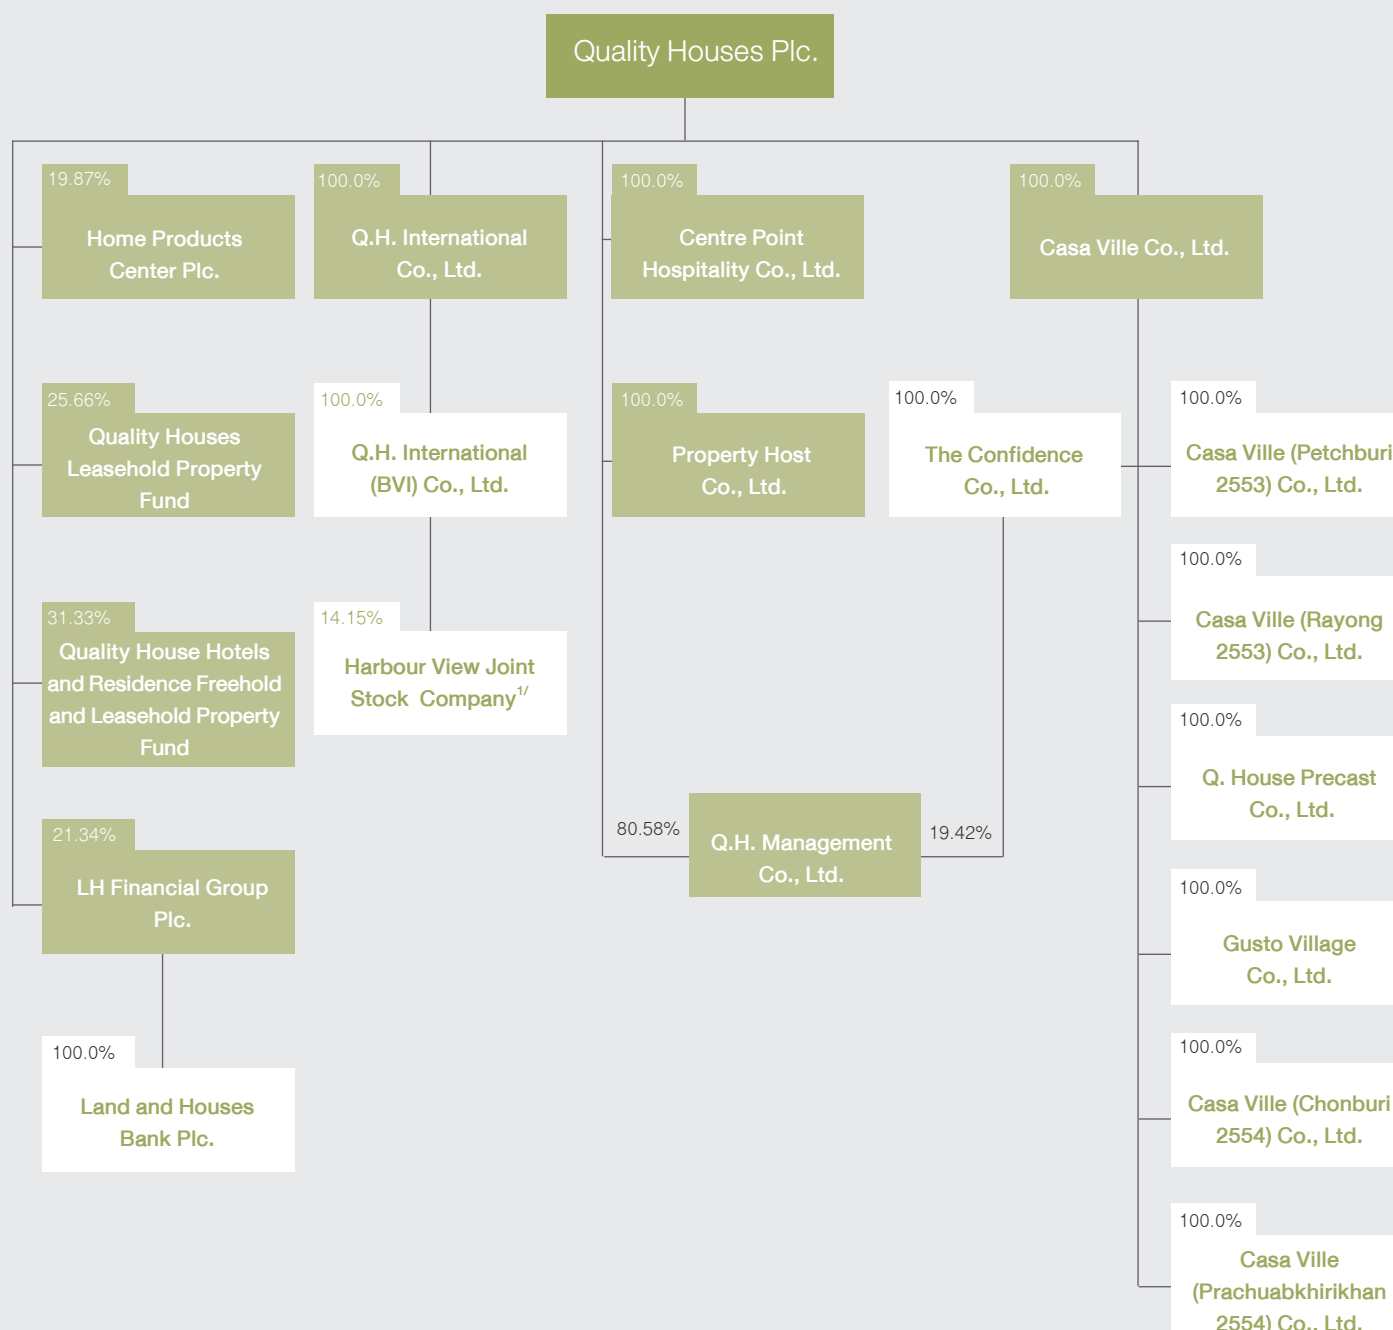 Quality Houses Plc.
19.87%
Home Products
Center Plc.
100.0%
Q.H. International
Co., Ltd.
100.0%
Centre Point
Hospitality Co., Ltd.
100.0%
Casa Ville Co., Ltd.
25.66%
Quality Houses
Leasehold Property
Fund
100.0%
Q.H. International
(BVI) Co., Ltd.
100.0%
Property Host
Co., Ltd.
100.0%
The Confidence
Co., Ltd.
100.0%
Casa Ville (Petchburi
2553) Co., Ltd.
100.0%
Casa Ville (Rayong
2553) Co., Ltd.
31.33%
Quality House Hotels
and Residence Freehold
and Leasehold Property
Fund
14.15%
Harbour View Joint
Stock Company1/
100.0%
Q. House Precast
Co., Ltd.
21.34%
LH Financial Group
Plc.
80.58%
Q.H. Management
Co., Ltd.
19.42%
100.0%
Gusto Village
Co., Ltd.
100.0%
Land and Houses
Bank Plc.
100.0%
Casa Ville (Chonburi
2554) Co., Ltd.
100.0%
Casa Ville
(Prachuabkhirikhan
2554) Co., Ltd.